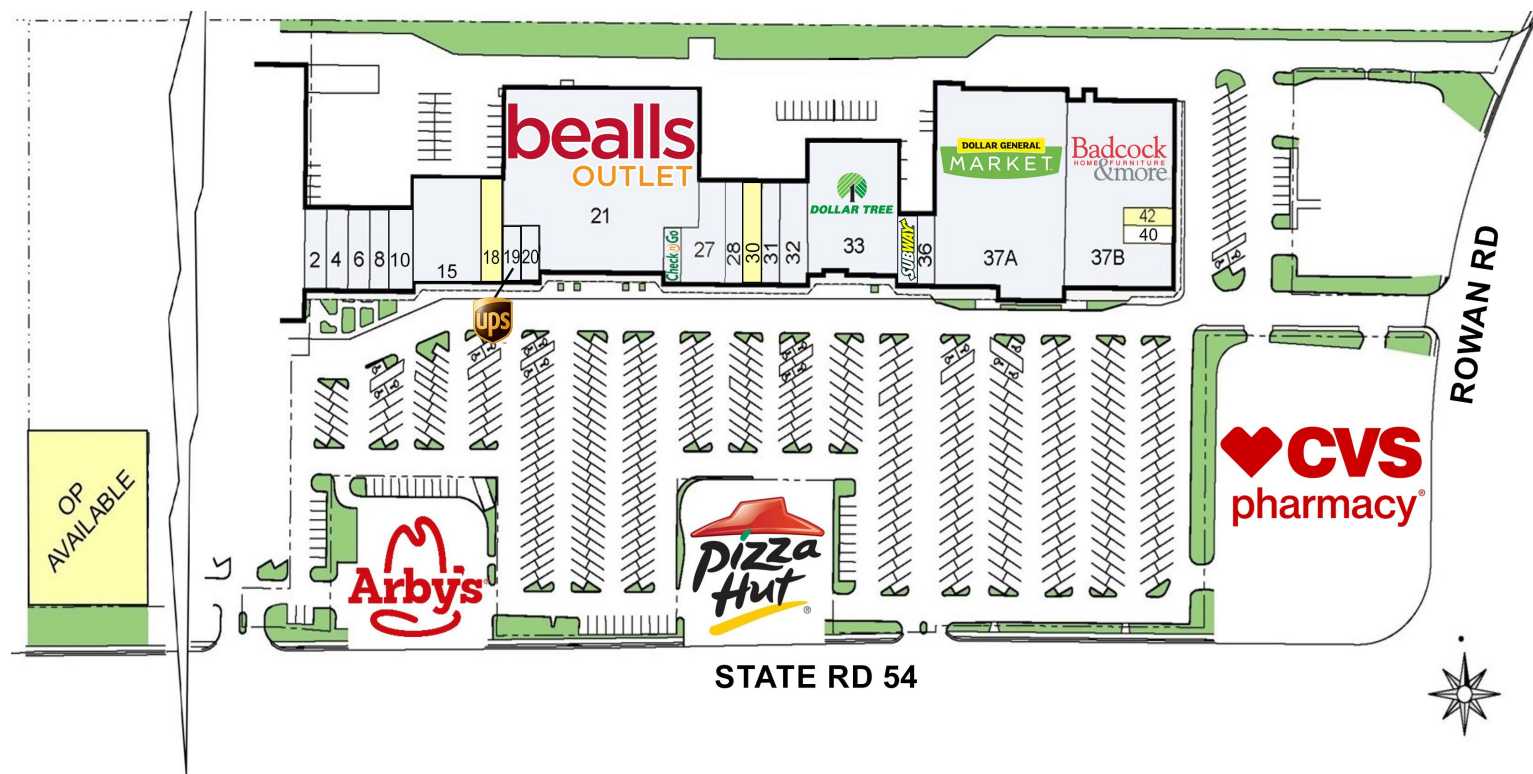 bealls
OUTLET
21
2
4
6
8
10
15
18
19
20
ups
Check n Go
27
28
30
31
32
DOLLAR TREE
33
SUBWAY
36
DOLLAR GENERAL
MARKET
37A
Badcock
HOME FURNITURE
&more
42
40
37B
ROWAN RD
OP
AVAILABLE
Arby's
Pizza
Hut
CVS
pharmacy
STATE RD 54